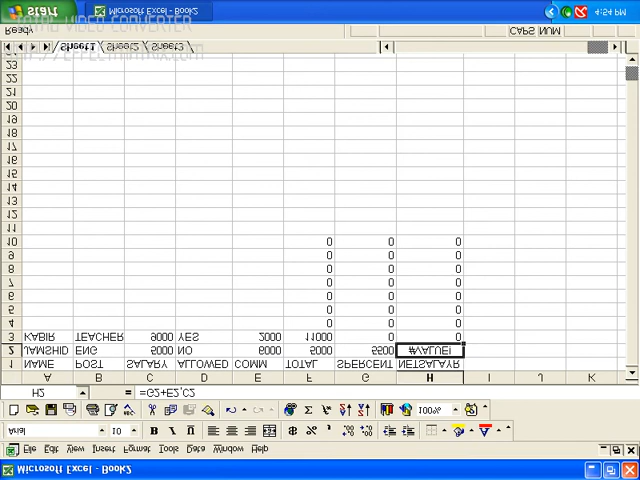 Microsoft Excel - Book2
File Edit View Insert Format Tools Data Window Help
Arial 10 B I U $ % ,
Σ 100%
H2 = =G2+E2,C2
A B C D E F G H I J K
1 NAME POST SALARY ALLOWED COMM TOTAL SPERCENT NETSALAYR
2 JAMSHID ENG 5000 NO 6000 5000 5500 #VALUE!
3 KABIR TEACHER 9000 YES 2000 11000 0 0
4 0 0 0
5 0 0 0
6 0 0 0
7 0 0 0
8 0 0 0
9 0 0 0
10 0 0 0
11
12
13
14
15
16
17
18
19
20
21
22
23
Sheet1 Sheet2 Sheet3
Ready CAPS NUM
TOTAL VIDEO CONVERTER
start Microsoft Excel - Book2 4:54 PM